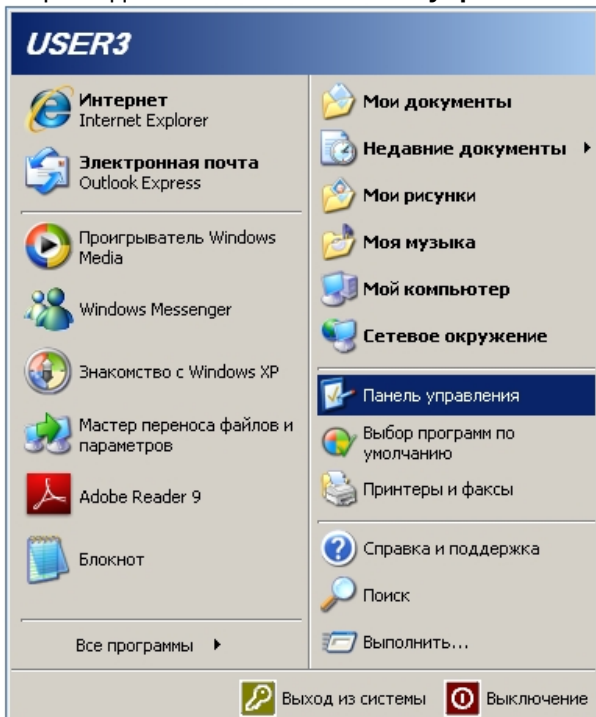 USER3
Интернет
Internet Explorer
Электронная почта
Outlook Express
Проигрыватель Windows
Media
Windows Messenger
Знакомство с Windows XP
Мастер переноса файлов и
параметров
Adobe Reader 9
Блокнот
Все программы
Мои документы
Недавние документы
Мои рисунки
Моя музыка
Мой компьютер
Сетевое окружение
Панель управления
Выбор программ по
умолчанию
Принтеры и факсы
Справка и поддержка
Поиск
Выполнить...
Выход из системы
Выключение